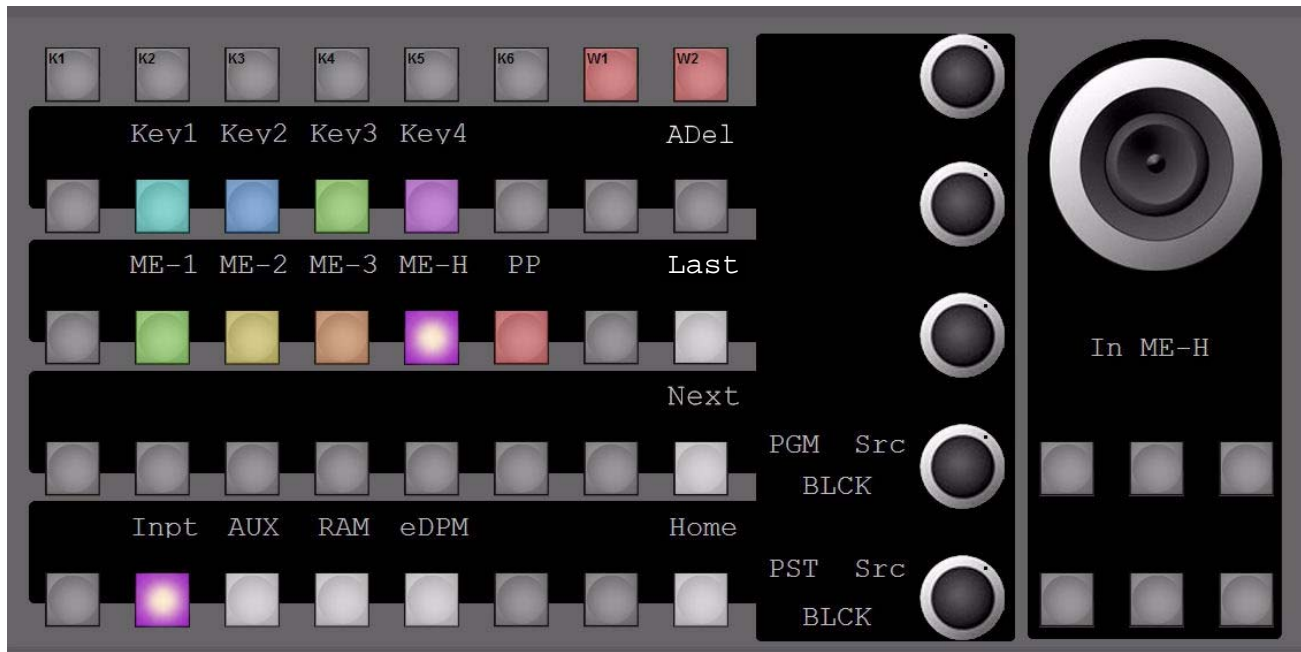 K1 K2 K3 K4 K5 K6 W1 W2
Key1 Key2 Key3 Key4 ADel
ME-1 ME-2 ME-3 ME-H PP Last
In ME-H
Next
PGM Src
BLCK
Inpt AUX RAM eDPM Home
PST Src
BLCK